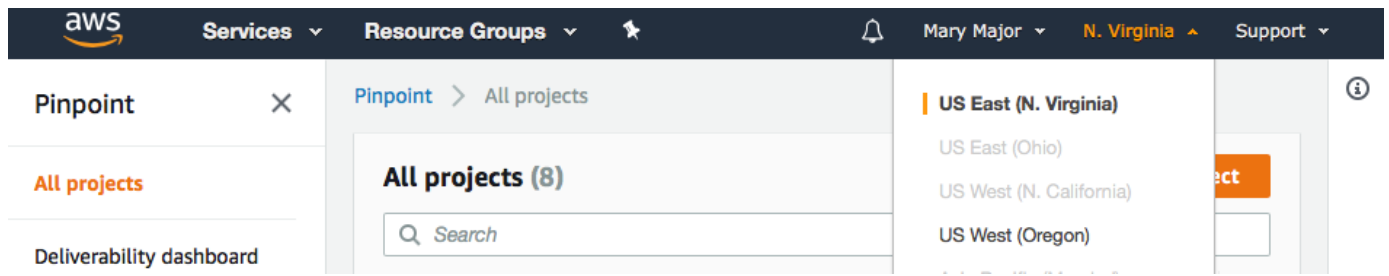 aws Services Resource Groups Mary Major N. Virginia Support
Pinpoint
All projects
Deliverability dashboard
Pinpoint > All projects
All projects (8)
Search
US East (N. Virginia)
US East (Ohio)
US West (N. California)
US West (Oregon)